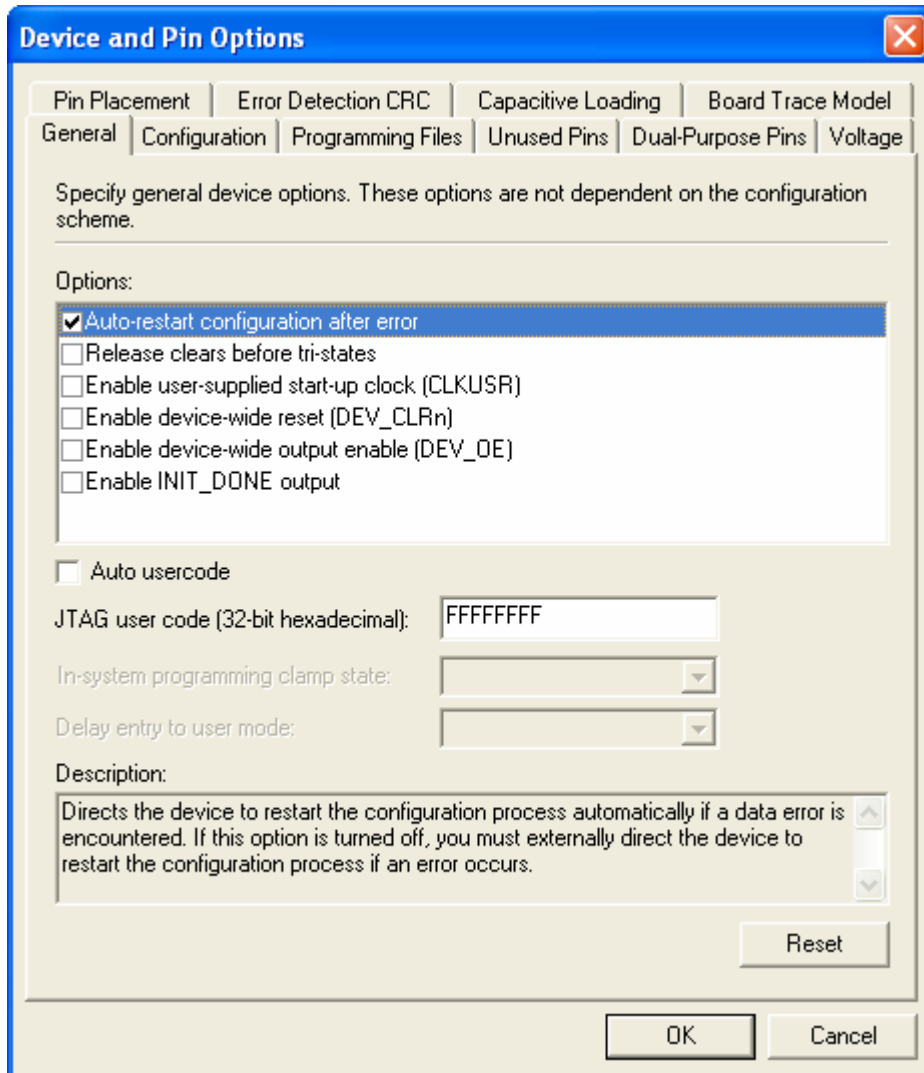 Device and Pin Options
Pin Placement Error Detection CRC Capacitive Loading Board Trace Model
General Configuration Programming Files Unused Pins Dual-Purpose Pins Voltage
Specify general device options. These options are not dependent on the configuration
scheme.
Options:
Auto-restart configuration after error
Release clears before tri-states
Enable user-supplied start-up clock (CLKUSR)
Enable device-wide reset (DEV_CLRn)
Enable device-wide output enable (DEV_OE)
Enable INIT_DONE output
Auto usercode
JTAG user code (32-bit hexadecimal): FFFFFFFF
In-system programming clamp state:
Delay entry to user mode:
Description:
Directs the device to restart the configuration process automatically if a data error is
encountered. If this option is turned off, you must externally direct the device to
restart the configuration process if an error occurs.
Reset
OK Cancel